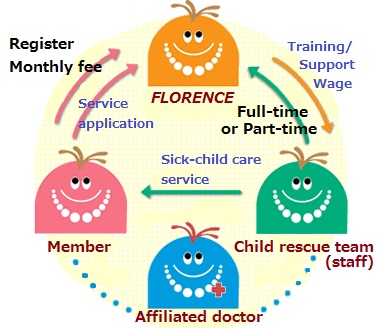 Register
Monthly fee
Training/
Support
Wage
FLORENCE
Service
application
Full-time
or Part-time
Sick-child care
service
Member
Child rescue team
(staff)
Affiliated doctor